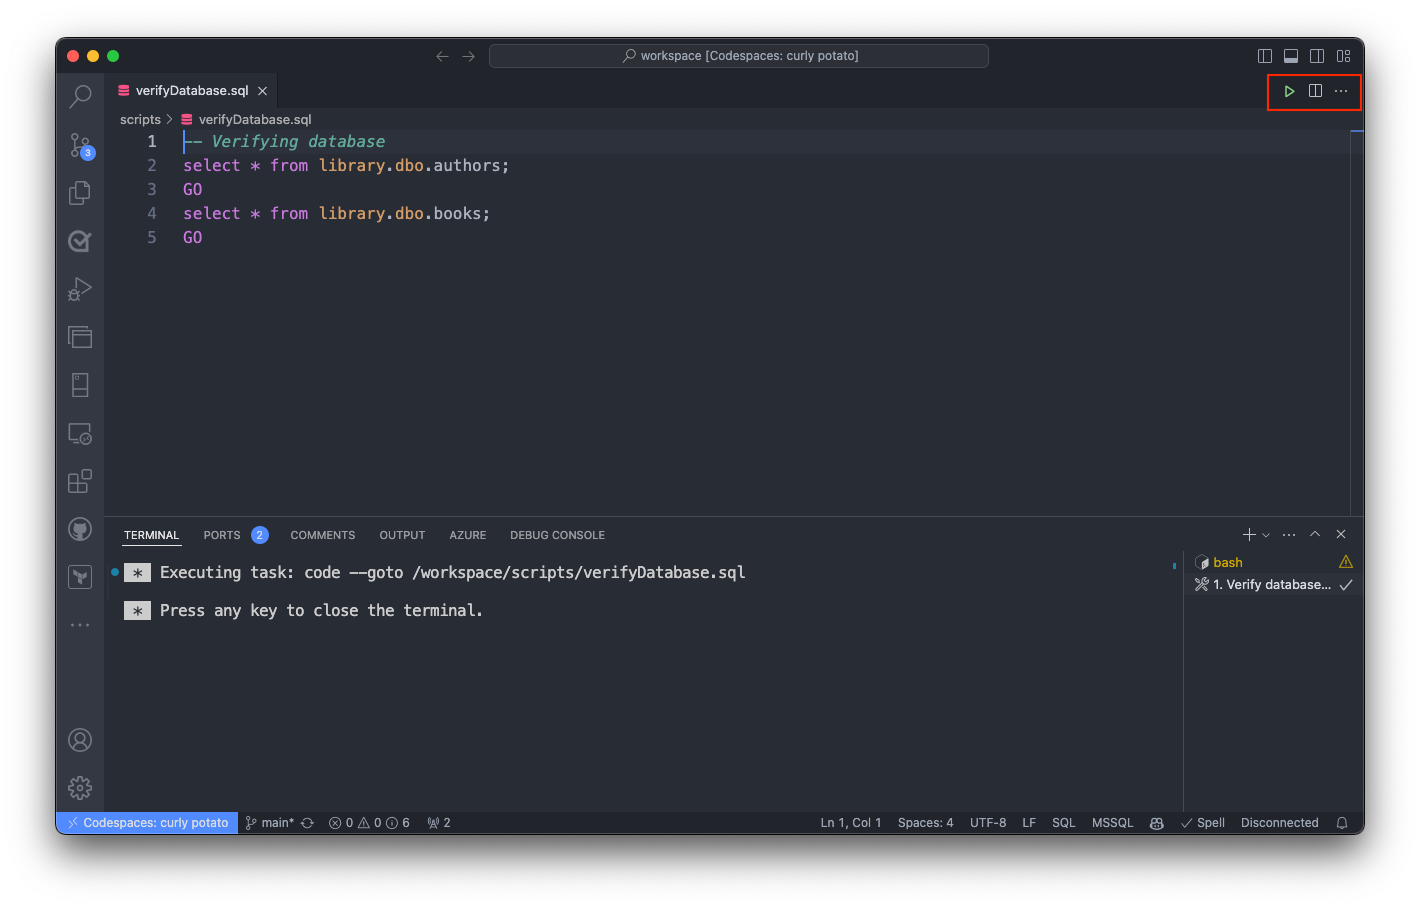 workspace [Codespaces: curly potato]
verifyDatabase.sql
scripts > verifyDatabase.sql
1 -- Verifying database
2 select * from library.dbo.authors;
3 GO
4 select * from library.dbo.books;
5 GO
3
TERMINAL PORTS 2 COMMENTS OUTPUT AZURE DEBUG CONSOLE
* Executing task: code --goto /workspace/scripts/verifyDatabase.sql
* Press any key to close the terminal.
bash
1. Verify database...
Codespaces: curly potato main* 0 0 6 2 Ln 1, Col 1 Spaces: 4 UTF-8 LF SQL MSSQL Spell Disconnected